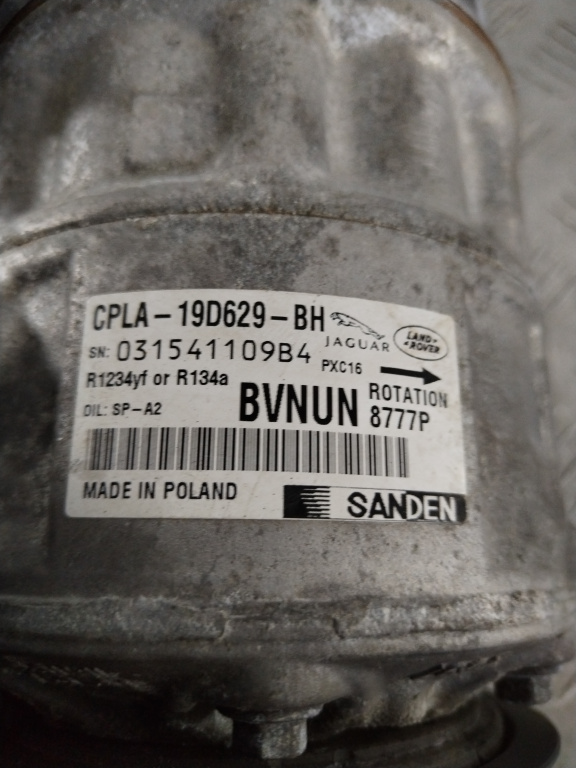 CPLA-19D629-BH
JAGUAR
LAND-
ROVER
SN: 031541109B4
PXC16
R1234yf or R134a
ROTATION
OIL: SP-A2
BVNUN
8777P
MADE IN POLAND
SANDEN